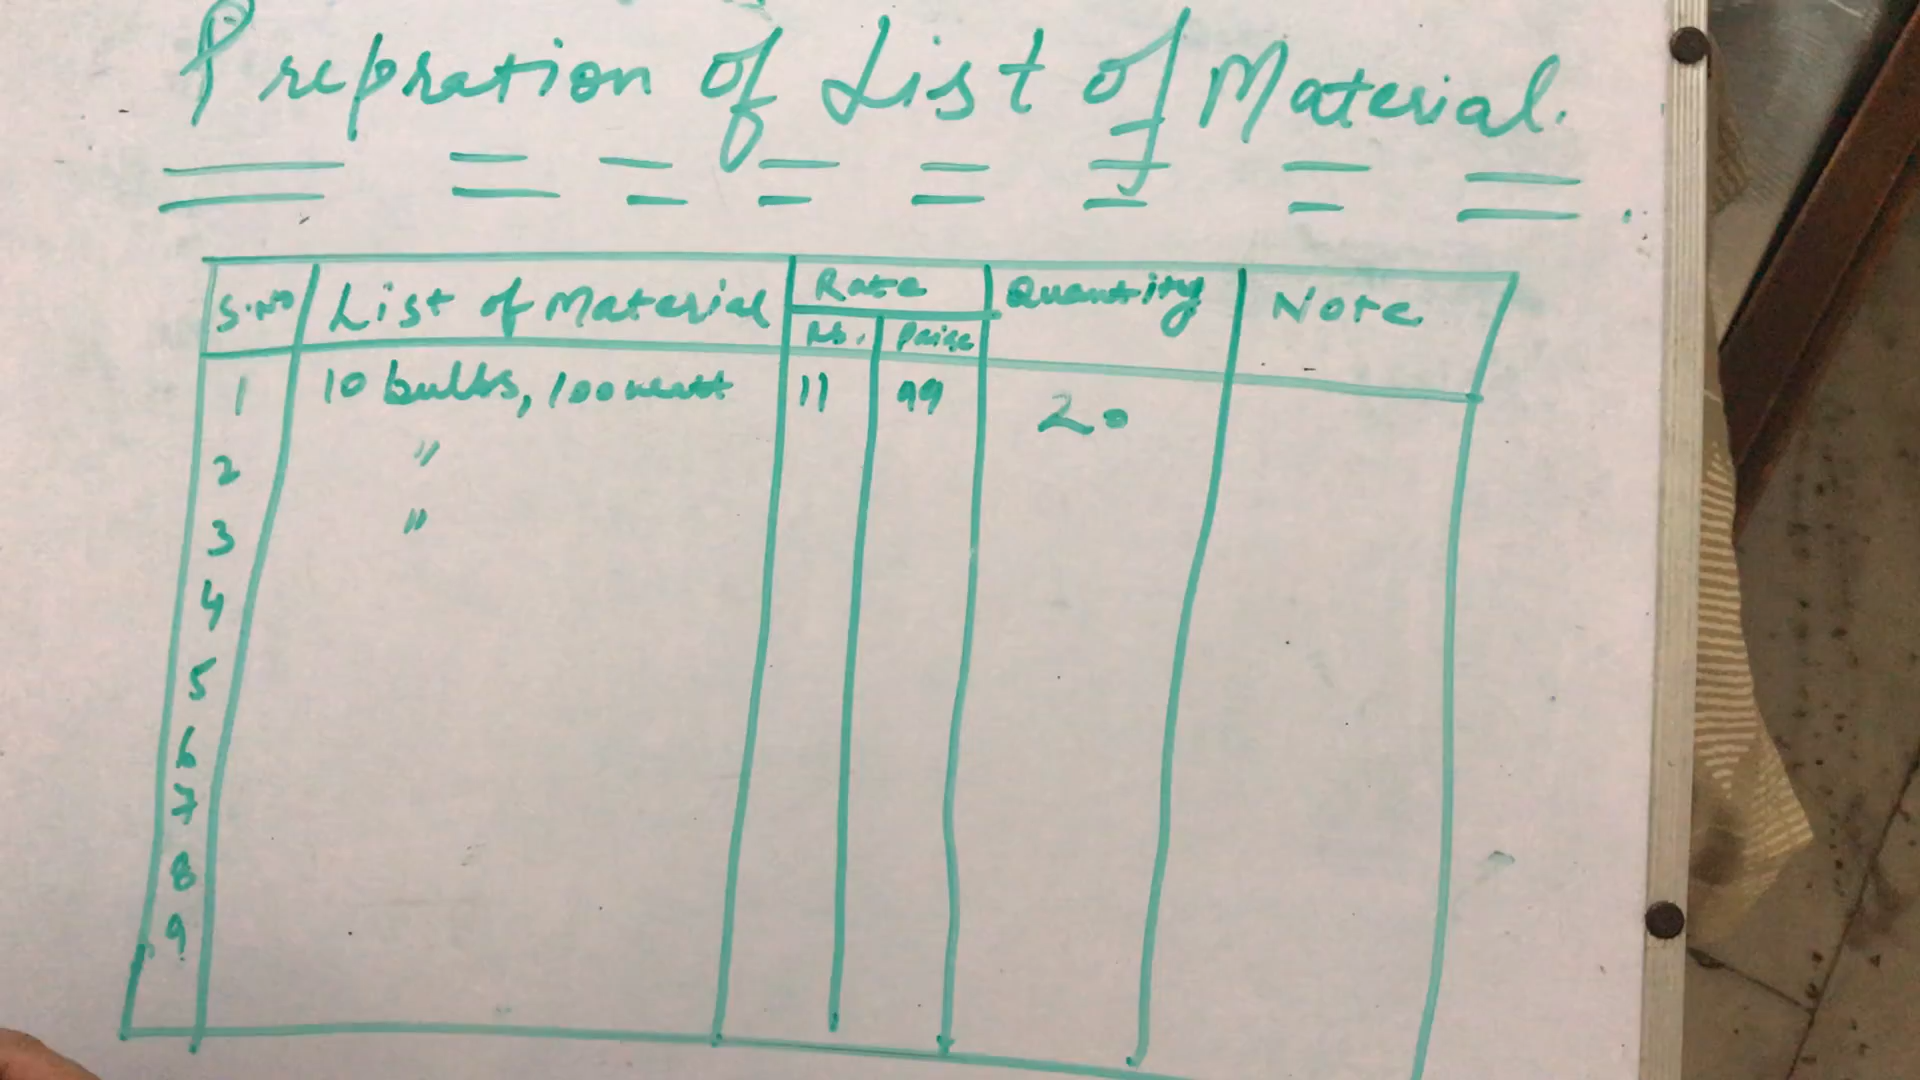 Prepration of List of Material.
S.No List of Material Rate Quantity Note
Rs. Paise
1 10 bulbs, 100 watt 11 99 20
2 "
3 "
4
5
6
7
8
9